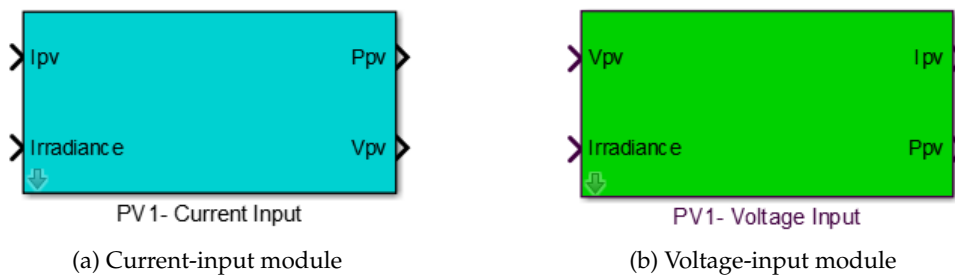 Ipv Ppv Vpv Ipv
Irradiance Vpv Irradiance Ppv
PV1- Current Input PV1- Voltage Input
(a) Current-input module (b) Voltage-input module